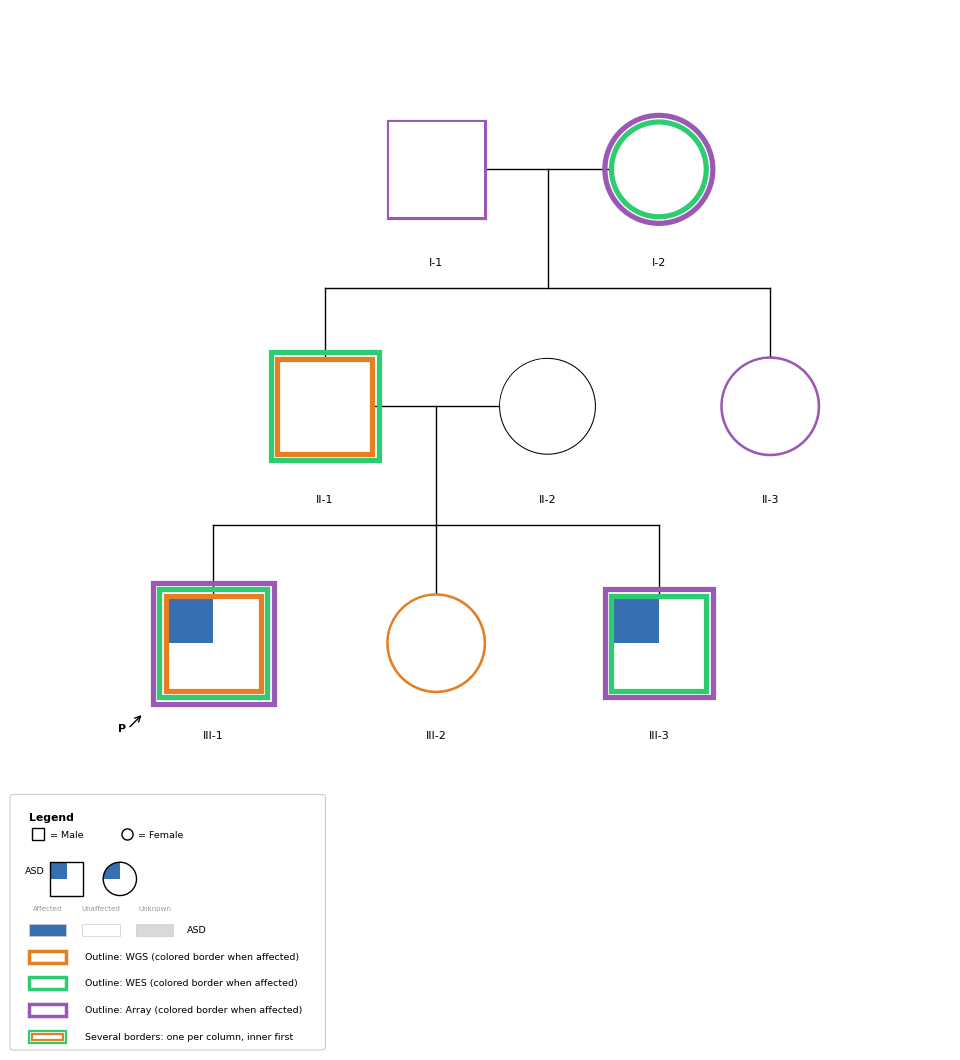 I-1 I-2
II-1 II-2 II-3
P
III-1 III-2 III-3
Legend
= Male = Female
ASD
Affected Unaffected Unknown
ASD
Outline: WGS (colored border when affected)
Outline: WES (colored border when affected)
Outline: Array (colored border when affected)
Several borders: one per column, inner first